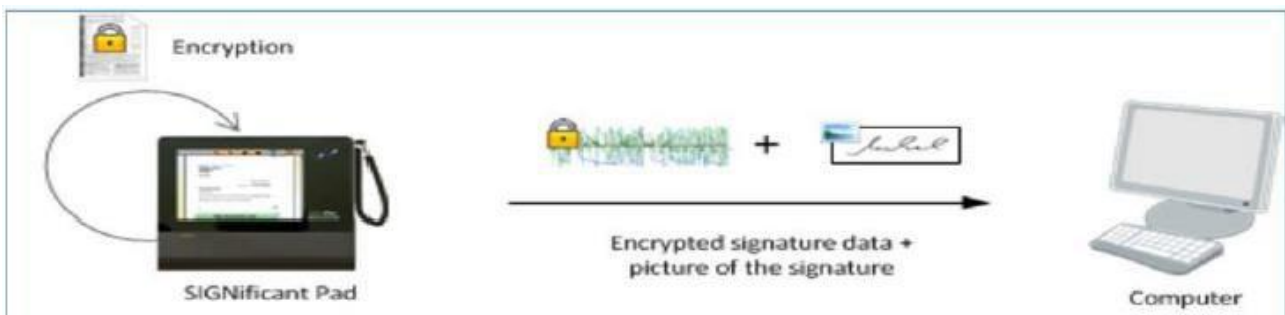 Encryption
Encrypted signature data +
picture of the signature
SIGNificant Pad
Computer